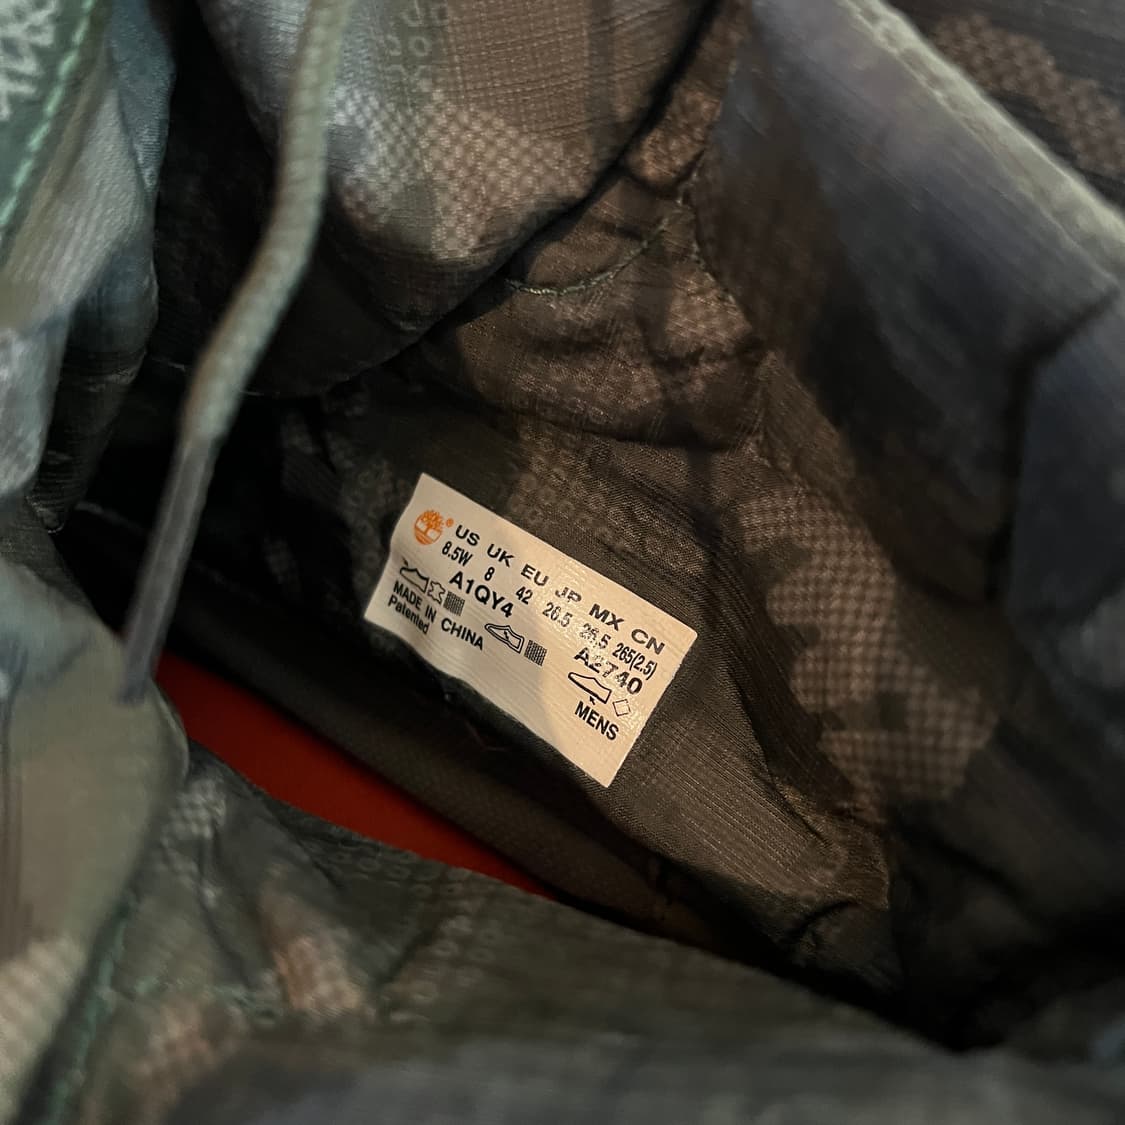 ® US UK EU JP MX CN
8.5W 8 42 26.5 26.5 265(2.5)
A1QY4 A2740
MADE IN CHINA
Patented
MENS